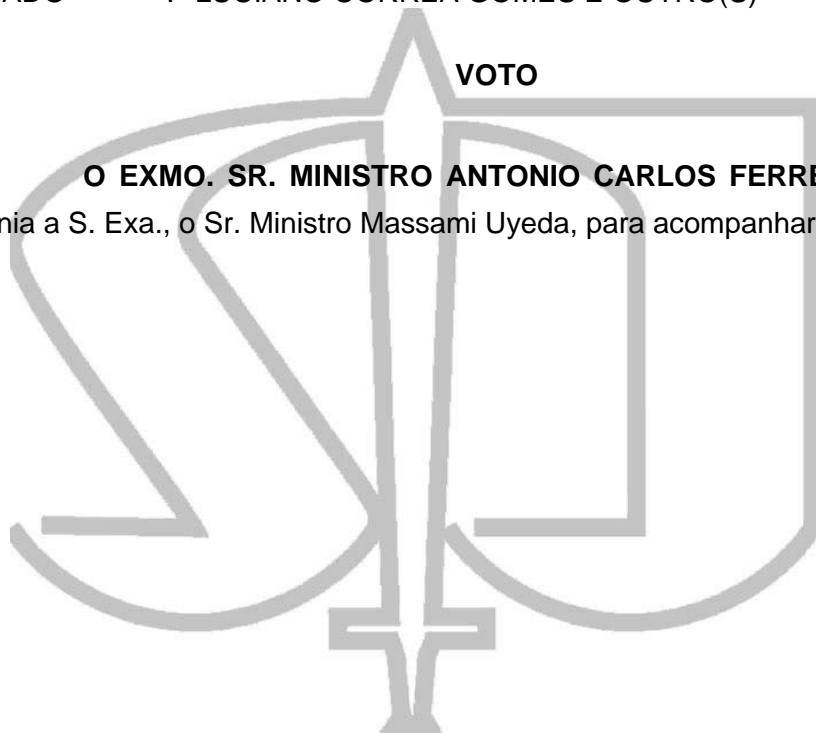 VOTO
O EXMO. SR. MINISTRO ANTONIO CARLOS
a S. Exa., o Sr. Ministro Massami Uyeda, para acompanhar